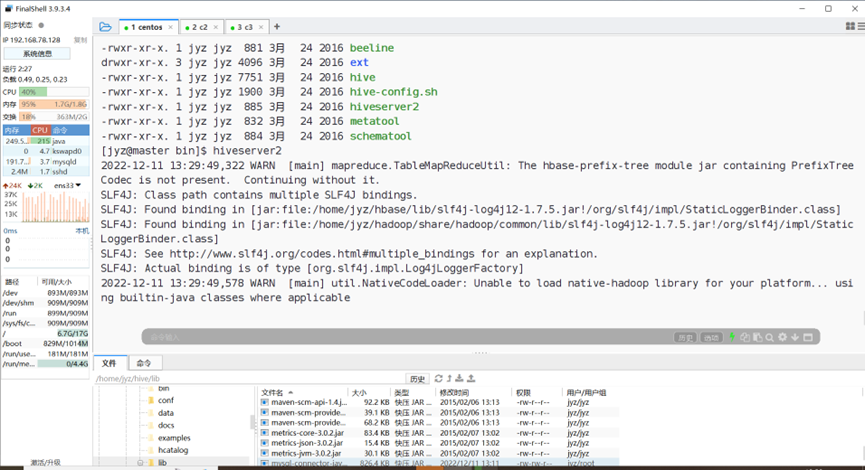 FinalShell 3.9.3.4
同步状态
IP 192.168.78.128 复制
系统信息
运行 2:27
负载 0.49, 0.25, 0.23
CPU 40%
内存 95% 1.7G/1.8G
交换 18% 363M/2G
内存 CPU 命令
249.5... 215 java
0 4.7 kswapd0
191.7... 3.7 mysqld
2.4M 1.7 sshd
24K 2K ens33
37K
25K
13K
0ms 本机
0
0
0
路径 可用/大小
/dev 893M/893M
/dev/shm 909M/909M
/run 899M/909M
/sys/fs/c... 909M/909M
/ 6.7G/17G
/boot 829M/1014M
/run/use... 181M/181M
/run/me... 0/4.4G
激活/升级
1 centos
2 c2
3 c3
-rwxr-xr-x. 1 jyz jyz 881 3月 24 2016 beeline
drwxr-xr-x. 3 jyz jyz 4096 3月 24 2016 ext
-rwxr-xr-x. 1 jyz jyz 7751 3月 24 2016 hive
-rwxr-xr-x. 1 jyz jyz 1900 3月 24 2016 hive-config.sh
-rwxr-xr-x. 1 jyz jyz 885 3月 24 2016 hiveserver2
-rwxr-xr-x. 1 jyz jyz 832 3月 24 2016 metatool
-rwxr-xr-x. 1 jyz jyz 884 3月 24 2016 schematool
[jyz@master bin]$ hiveserver2
2022-12-11 13:29:49,322 WARN [main] mapreduce.TableMapReduceUtil: The hbase-prefix-tree module jar containing PrefixTree
Codec is not present. Continuing without it.
SLF4J: Class path contains multiple SLF4J bindings.
SLF4J: Found binding in [jar:file:/home/jyz/hbase/lib/slf4j-log4j12-1.7.5.jar!/org/slf4j/impl/StaticLoggerBinder.class]
SLF4J: Found binding in [jar:file:/home/jyz/hadoop/share/hadoop/common/lib/slf4j-log4j12-1.7.5.jar!/org/slf4j/impl/Static
LoggerBinder.class]
SLF4J: See http://www.slf4j.org/codes.html#multiple_bindings for an explanation.
SLF4J: Actual binding is of type [org.slf4j.impl.Log4jLoggerFactory]
2022-12-11 13:29:49,578 WARN [main] util.NativeCodeLoader: Unable to load native-hadoop library for your platform... us
ing builtin-java classes where applicable
命令输入 历史
文件 命令
/home/jyz/hive/lib 历史
bin
conf
data
docs
examples
hcatalog
lib
文件名 大小 类型 修改时间 权限 用户/用户组
maven-scm-api-1.4.j... 92.2 KB 快压 JAR ... 2015/02/06 13:13 -rw-r--r-- jyz/jyz
maven-scm-provide... 39.1 KB 快压 JAR ... 2015/02/06 13:13 -rw-r--r-- jyz/jyz
maven-scm-provide... 68.2 KB 快压 JAR ... 2015/02/06 13:13 -rw-r--r-- jyz/jyz
metrics-core-3.0.2.jar 83.4 KB 快压 JAR ... 2015/02/07 13:02 -rw-r--r-- jyz/jyz
metrics-json-3.0.2.jar 15.4 KB 快压 JAR ... 2015/02/07 13:02 -rw-r--r-- jyz/jyz
metrics-jvm-3.0.2.jar 30.1 KB 快压 JAR ... 2015/02/07 13:02 -rw-r--r-- jyz/jyz
mysql-connector-jav... 826.4 KB 快压 JAR ... 2022/12/11 13:11 -rw-rw-r-- jyz/root